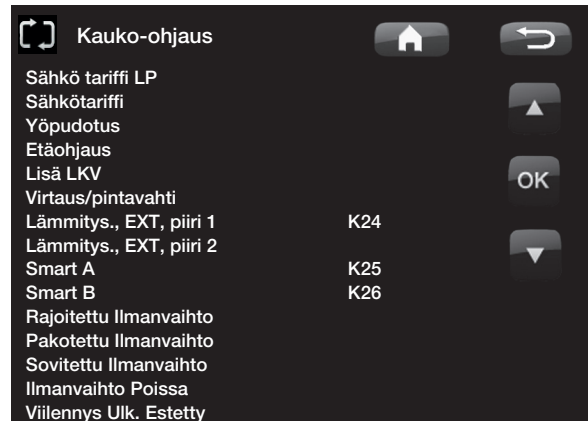 Kauko-ohjaus
Sähkö tariffi LP
Sähkötariffi
Yöpudotus
Etäohjaus
Lisä LKV
Virtaus/pintavahti
Lämmitys., EXT, piiri 1 K24
Lämmitys., EXT, piiri 2
Smart A K25
Smart B K26
Rajoitettu Ilmanvaihto
Pakotettu Ilmanvaihto
Sovitettu Ilmanvaihto
Ilmanvaihto Poissa
Viilennys Ulk. Estetty
OK